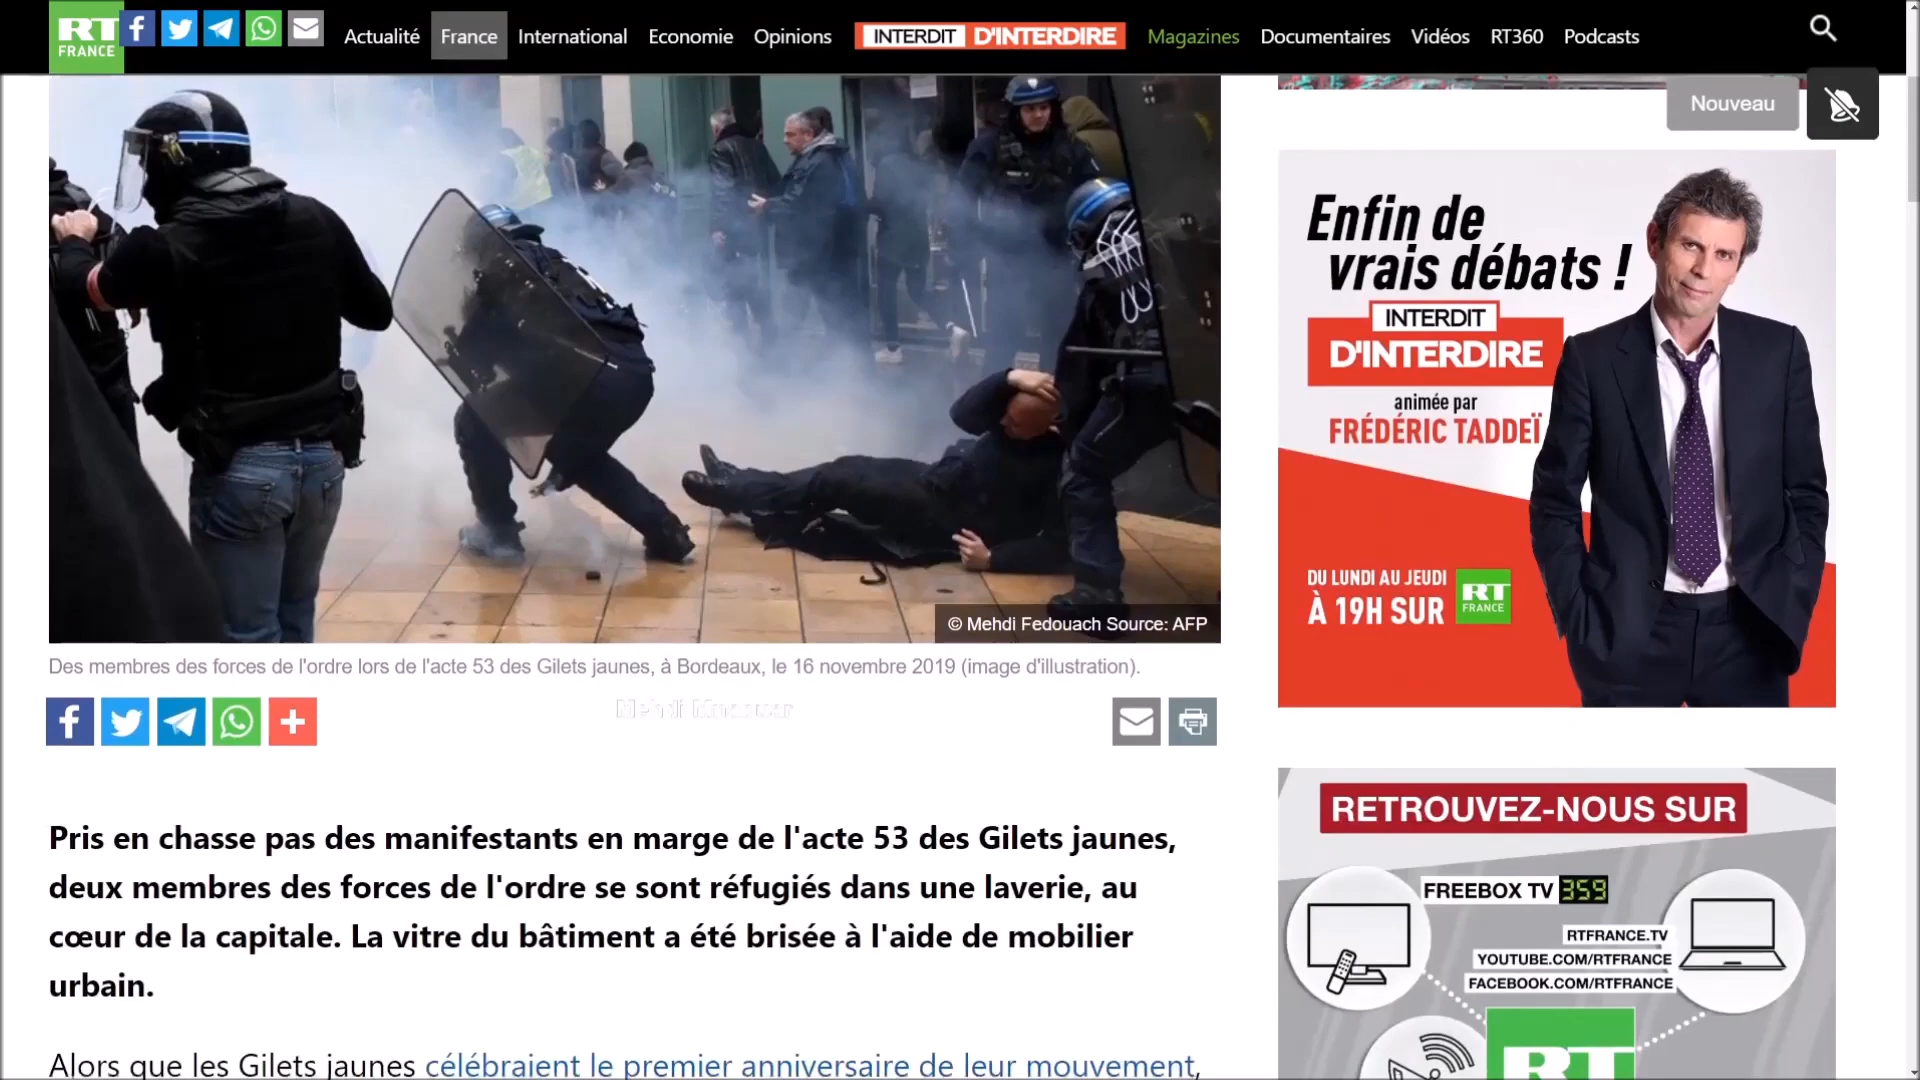 RT
FRANCE
Actualité
France
International
Economie
Opinions
INTERDIT D'INTERDIRE
Magazines
Documentaires
Vidéos
RT360
Podcasts
Nouveau
© Mehdi Fedouach Source: AFP
Des membres des forces de l'ordre lors de l'acte 53 des Gilets jaunes, à Bordeaux, le 16 novembre 2019 (image d'illustration).
Pris en chasse pas des manifestants en marge de l'acte 53 des Gilets jaunes,
deux membres des forces de l'ordre se sont réfugiés dans une laverie, au
cœur de la capitale. La vitre du bâtiment a été brisée à l'aide de mobilier
urbain.
Alors que les Gilets jaunes célébraient le premier anniversaire de leur mouvement,
Enfin de
vrais débats !
INTERDIT
D'INTERDIRE
animée par
FRÉDÉRIC TADDEÏ
DU LUNDI AU JEUDI
À 19H SUR
RT
FRANCE
RETROUVEZ-NOUS SUR
FREEBOX TV 359
RTFRANCE.TV
YOUTUBE.COM/RTFRANCE
FACEBOOK.COM/RTFRANCE
RT